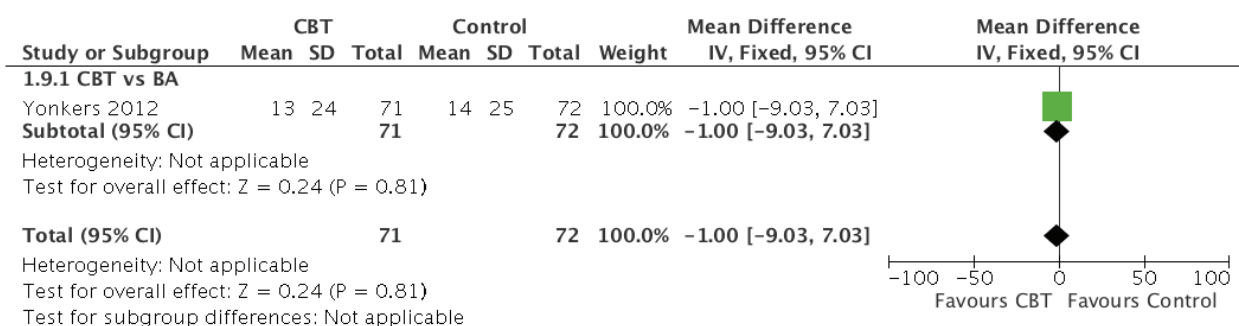 CBT Control Mean Difference Mean Difference
Study or Subgroup Mean SD Total Mean SD Total Weight IV, Fixed, 95% CI IV, Fixed, 95% CI
1.9.1 CBT vs BA
Yonkers 2012 13 24 71 14 25 72 100.0% −1.00 [−9.03, 7.03]
Subtotal (95% CI) 71 72 100.0% −1.00 [−9.03, 7.03]
Heterogeneity: Not applicable
Test for overall effect: Z = 0.24 (P = 0.81)
Total (95% CI) 71 72 100.0% −1.00 [−9.03, 7.03]
Heterogeneity: Not applicable
Test for overall effect: Z = 0.24 (P = 0.81)
Test for subgroup differences: Not applicable
−100 −50 0 50 100
Favours CBT Favours Control